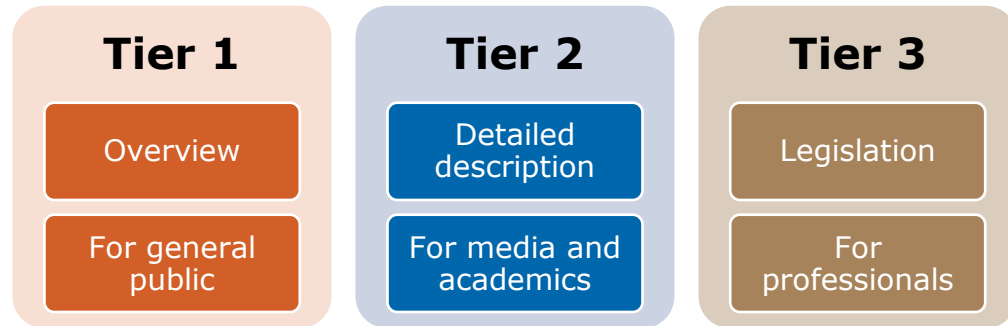 Tier 1
Overview
For general
public
Tier 2
Detailed
description
For media and
academics
Tier 3
Legislation
For
professionals